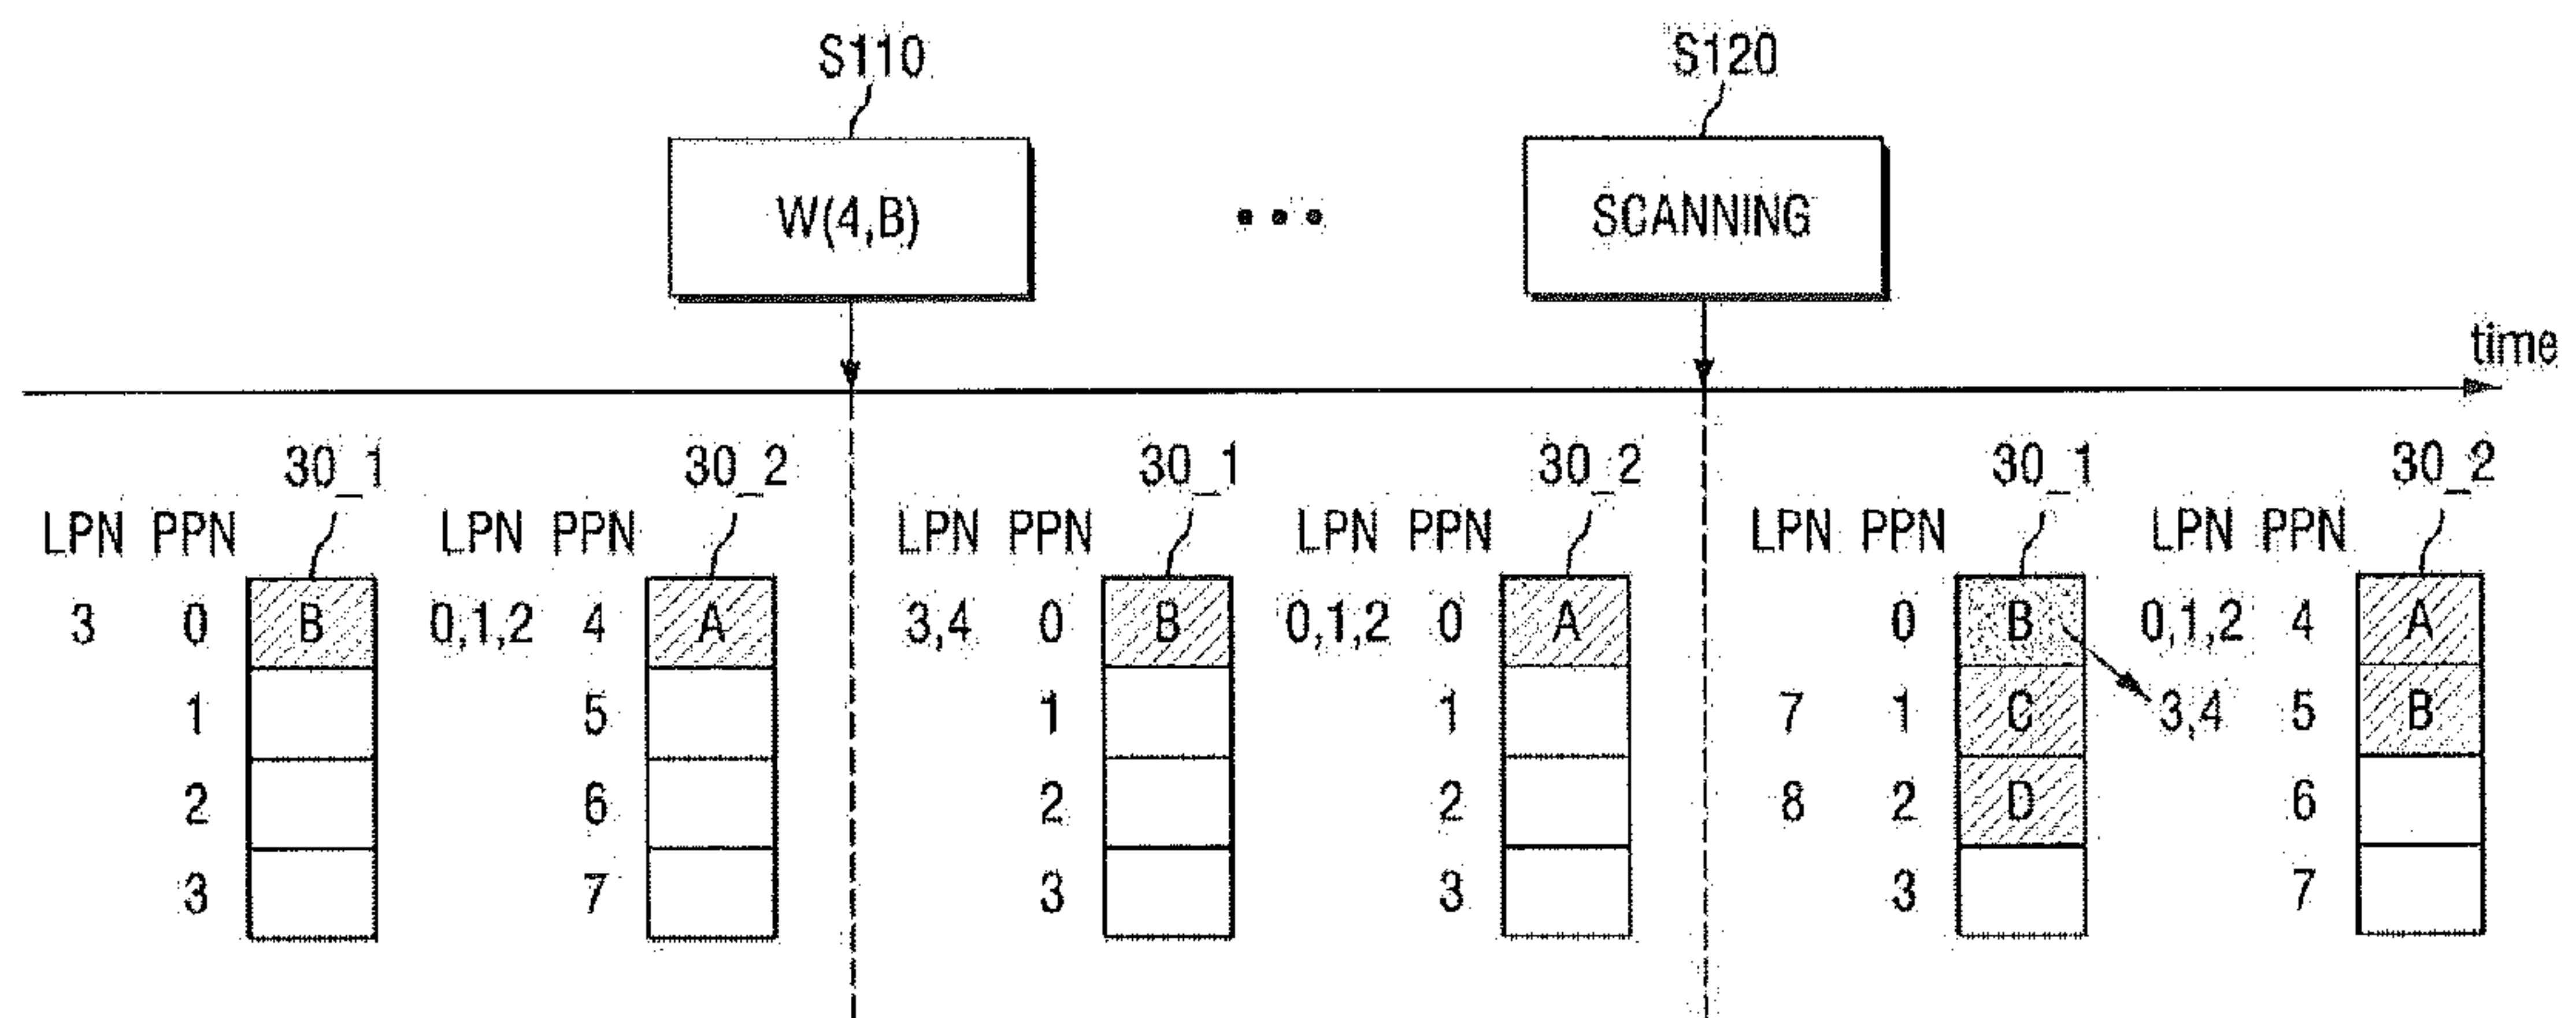 S110 S120
W(4,B) ••• SCANNING
time
30_1 30_2 30_1 30_2 30_1 30_2
LPN PPN LPN PPN LPN PPN LPN PPN LPN PPN LPN PPN
3 0 B 0,1,2 4 A 3,4 0 B 0,1,2 0 A 0 B 0,1,2 4 A
1 5 1 1 7 1 C 3,4 5 B
2 6 2 2 8 2 D 6
3 7 3 3 3 7